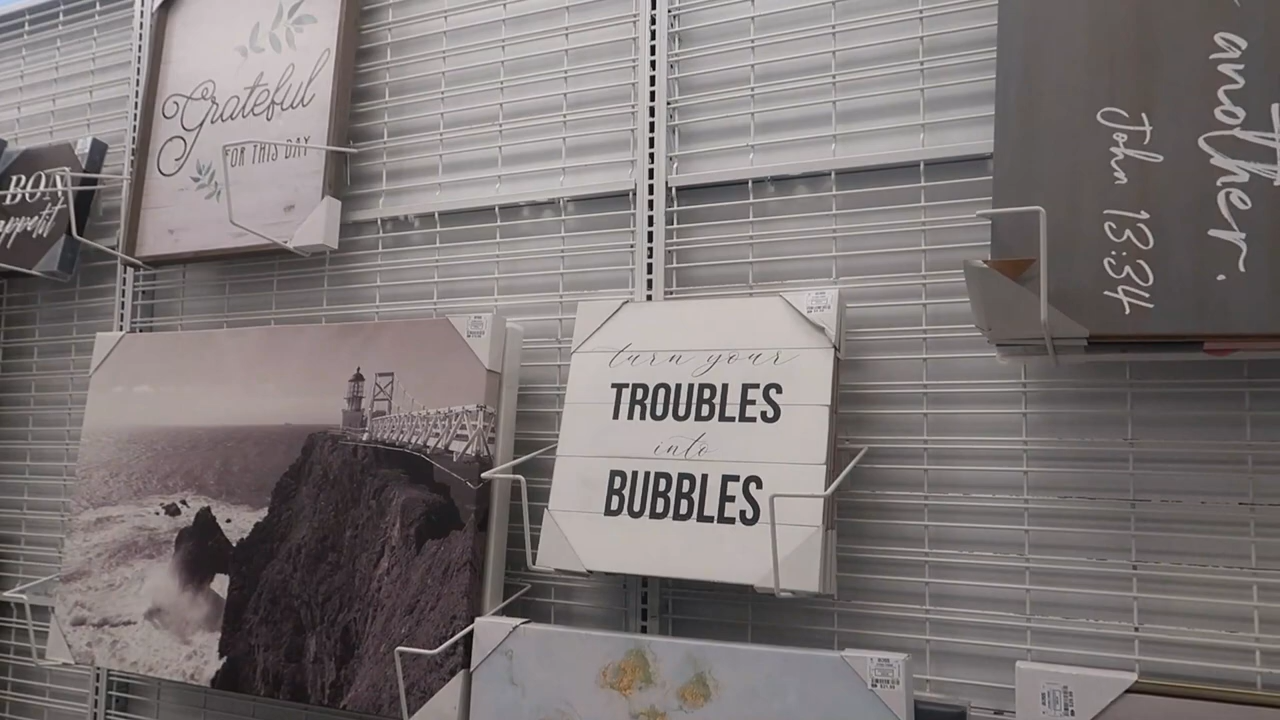 Grateful
FOR THIS DAY
BON
appetit
turn your
TROUBLES
into
BUBBLES
another.
John 13:34